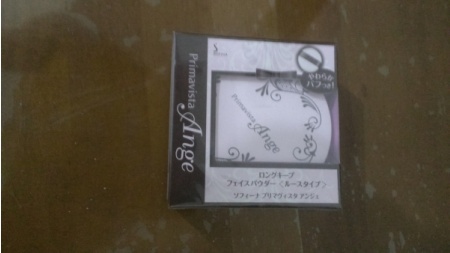 Primavista
Ange
やわらか
パフつき!
Primavista
Ange
ロングキープ
フェイスパウダー〈ルースタイプ〉
ソフィーナ プリマヴィスタ アンジェ